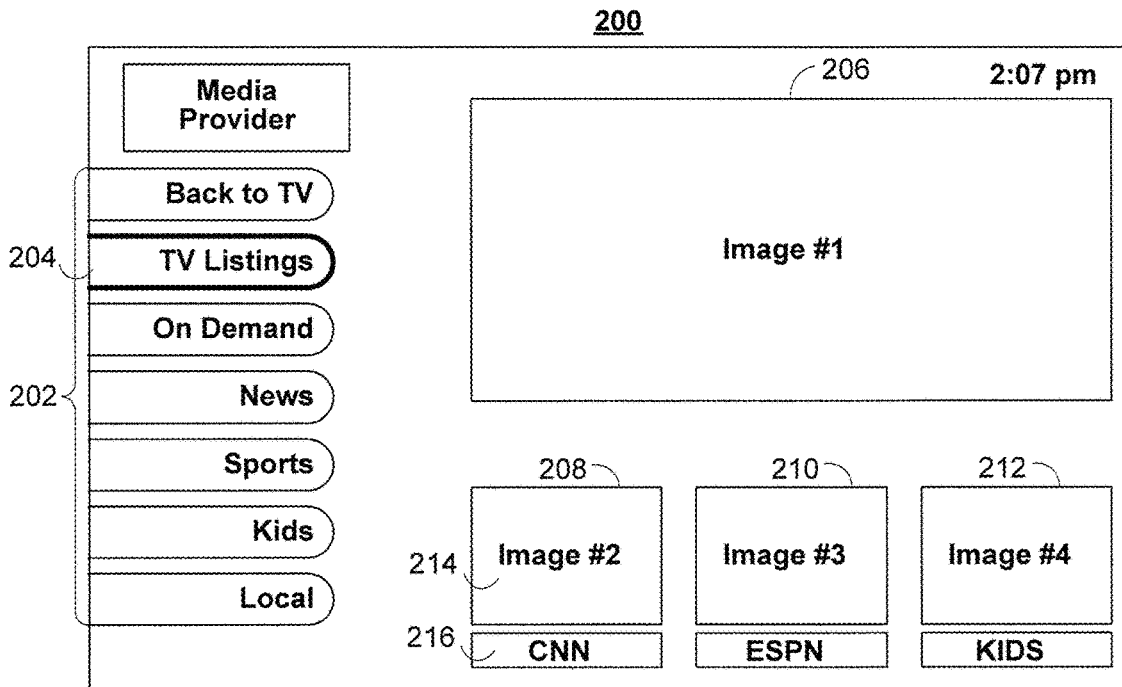 200
206
2:07 pm
Media
Provider
Image #1
Back to TV
204
TV Listings
On Demand
202
News
Sports
Kids
Local
208
210
212
Image #2
Image #3
Image #4
214
216
CNN
ESPN
KIDS